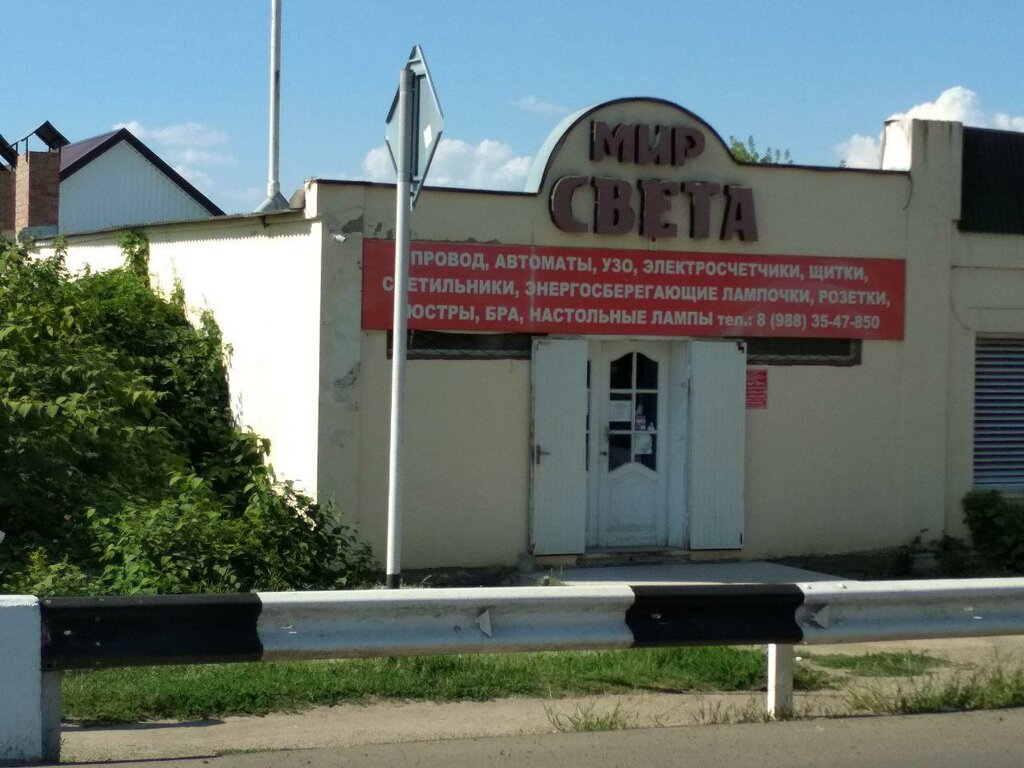 МИР
СВЕТА
ПРОВОД, АВТОМАТЫ, УЗО, ЭЛЕКТРОСЧЕТЧИКИ, ЩИТКИ,
СВЕТИЛЬНИКИ, ЭНЕРГОСБЕРЕГАЮЩИЕ ЛАМПОЧКИ, РОЗЕТКИ,
ЮСТРЫ, БРА, НАСТОЛЬНЫЕ ЛАМПЫ тел.: 8 (988) 35-47-850